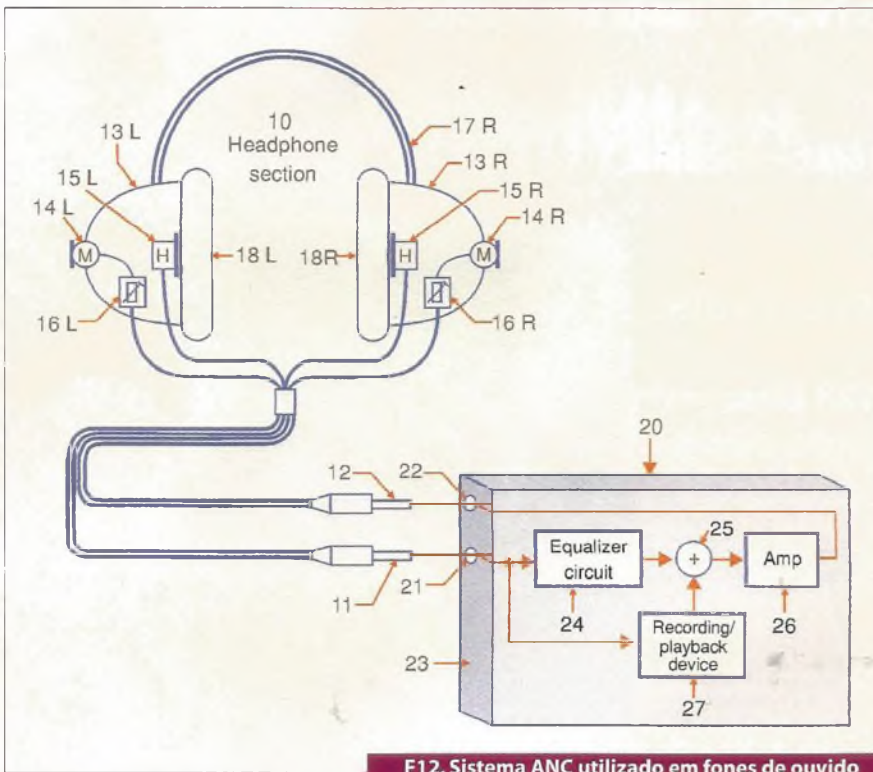 10
Headphone
section
17 R
13 L
13 R
15 L
15 R
14 L
14 R
M
H
18 L
18R
H
M
16 L
16 R
20
12
22
25
Equalizer
circuit
+
Amp
11
21
24
26
Recording/
playback
device
23
27
F12. Sistema ANC utilizado em fones de ouvido